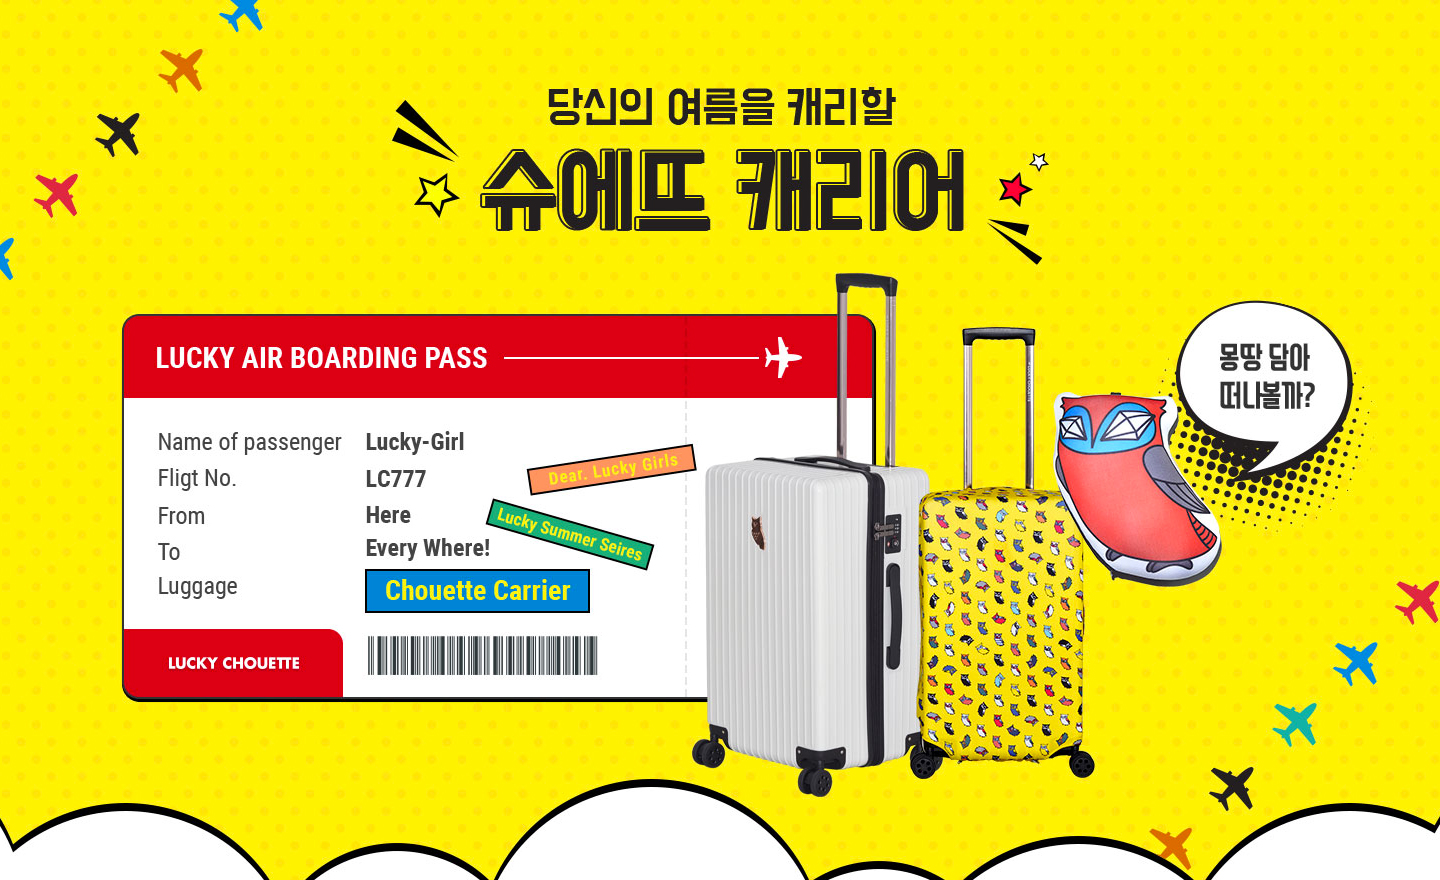 당신의 여름을 캐리할
슈에뜨 캐리어
LUCKY AIR BOARDING PASS
Name of passenger Lucky-Girl
Fligt No. LC777
From Here
To Every Where!
Luggage Chouette Carrier
Dear. Lucky Girls
Lucky Summer Seires
LUCKY CHOUETTE
몽땅 담아
떠나볼까?